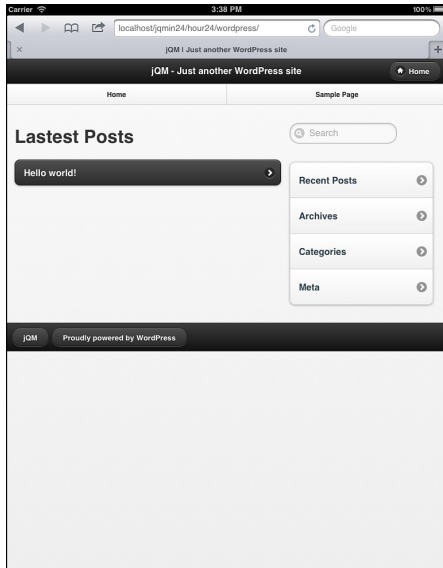 Carrier 3:38 PM 100%
localhost/jqmin24/hour24/wordpress/ Google
jQM | Just another WordPress site
jQM - Just another WordPress site Home
Home Sample Page
Lastest Posts
Search
Hello world!
Recent Posts
Archives
Categories
Meta
jQM Proudly powered by WordPress